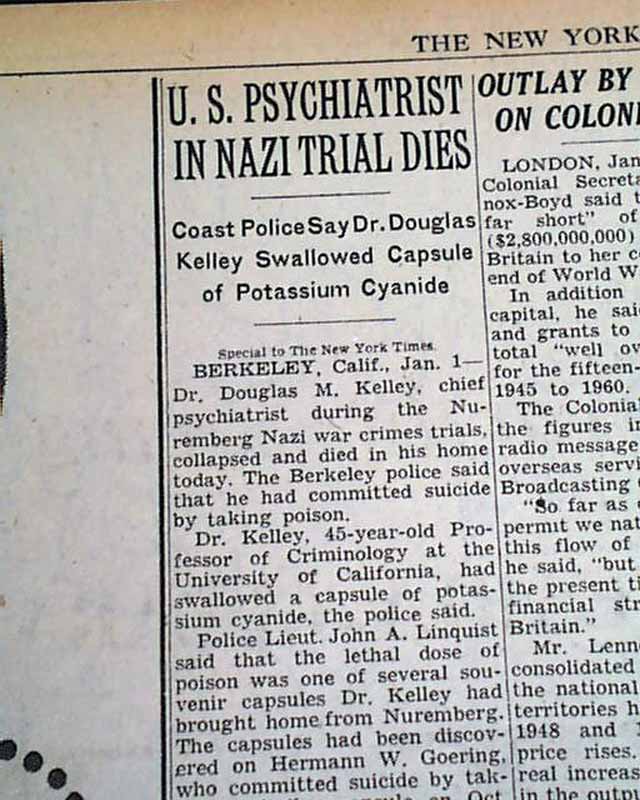 THE NEW YORK
U. S. PSYCHIATRIST
IN NAZI TRIAL DIES
Coast Police Say Dr. Douglas
Kelley Swallowed Capsule
of Potassium Cyanide
Special to The New York Times.
BERKELEY, Calif., Jan. 1—
Dr. Douglas M. Kelley, chief
psychiatrist during the Nu-
remberg Nazi war crimes trials,
collapsed and died in his home
today. The Berkeley police said
that he had committed suicide
by taking poison.
Dr. Kelley, 45-year-old Pro-
fessor of Criminology at the
University of California, had
swallowed a capsule of potas-
sium cyanide, the police said.
Police Lieut. John A. Linquist
said that the lethal dose of
poison was one of several sou-
venir capsules Dr. Kelley had
brought home from Nuremberg.
The capsules had been discov-
ered on Hermann W. Goering,
who committed suicide by tak-
capsule on Oct
OUTLAY BY
ON COLONI
LONDON, Jan
Colonial Secreta
nox-Boyd said t
far short" of
($2,800,000,000)
Britain to her c
end of World W
In addition
capital, he sai
and grants to
total "well ov
for the fifteen-
1945 to 1960.
The Colonial
the figures in
radio message
overseas servi
Broadcasting
"So far as
permit we nat
this flow of
he said, "but
the present ti
financial str
Britain."
Mr. Lenn
consolidated
the national
territories h
1948 and
price rises.
real increas
in the outp